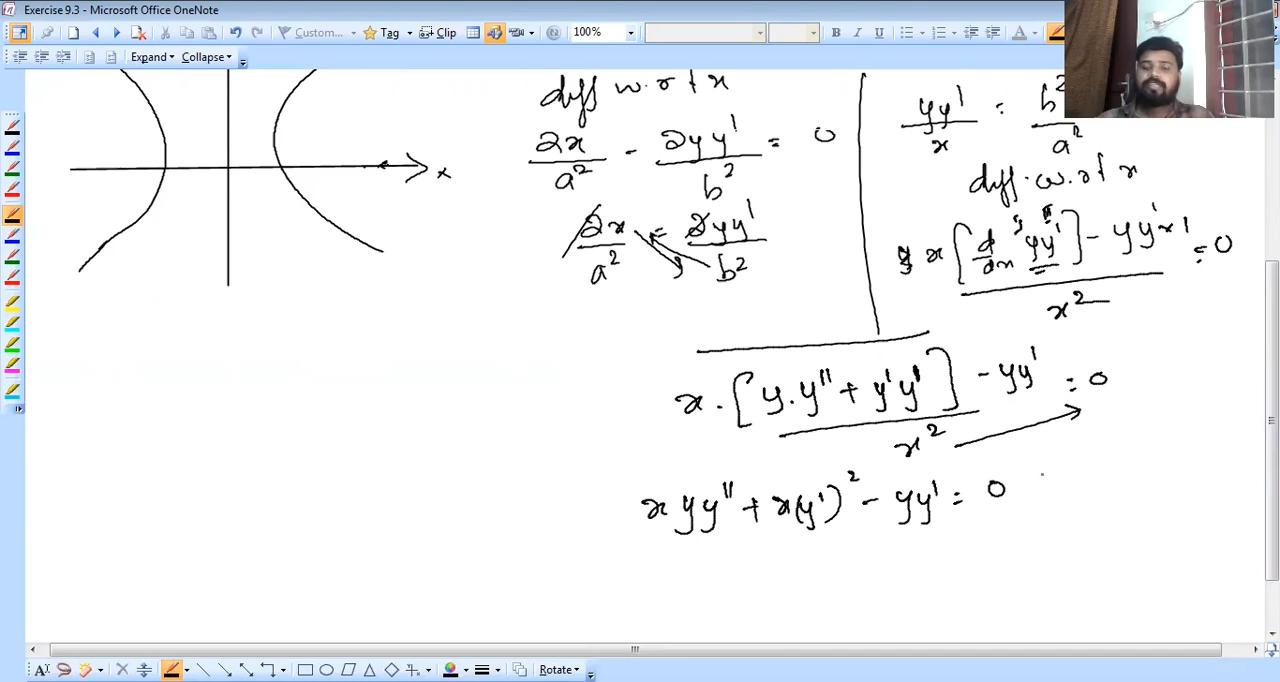 Exercise 9.3 - Microsoft Office OneNote
Custom... Tag Clip 100% B I U A
Expand Collapse
diff w.r.t x
2x/a² - 2yy'/b² = 0
2x/a² = 2yy'/b²
x
yy'/x = b²/a²
diff. w.r.t x
x [d/dx yy'] - yy' x 1 / x² = 0
x . [y.y'' + y'y'] - yy' / x² = 0
x yy'' + x(y')² - yy' = 0
A Rotate